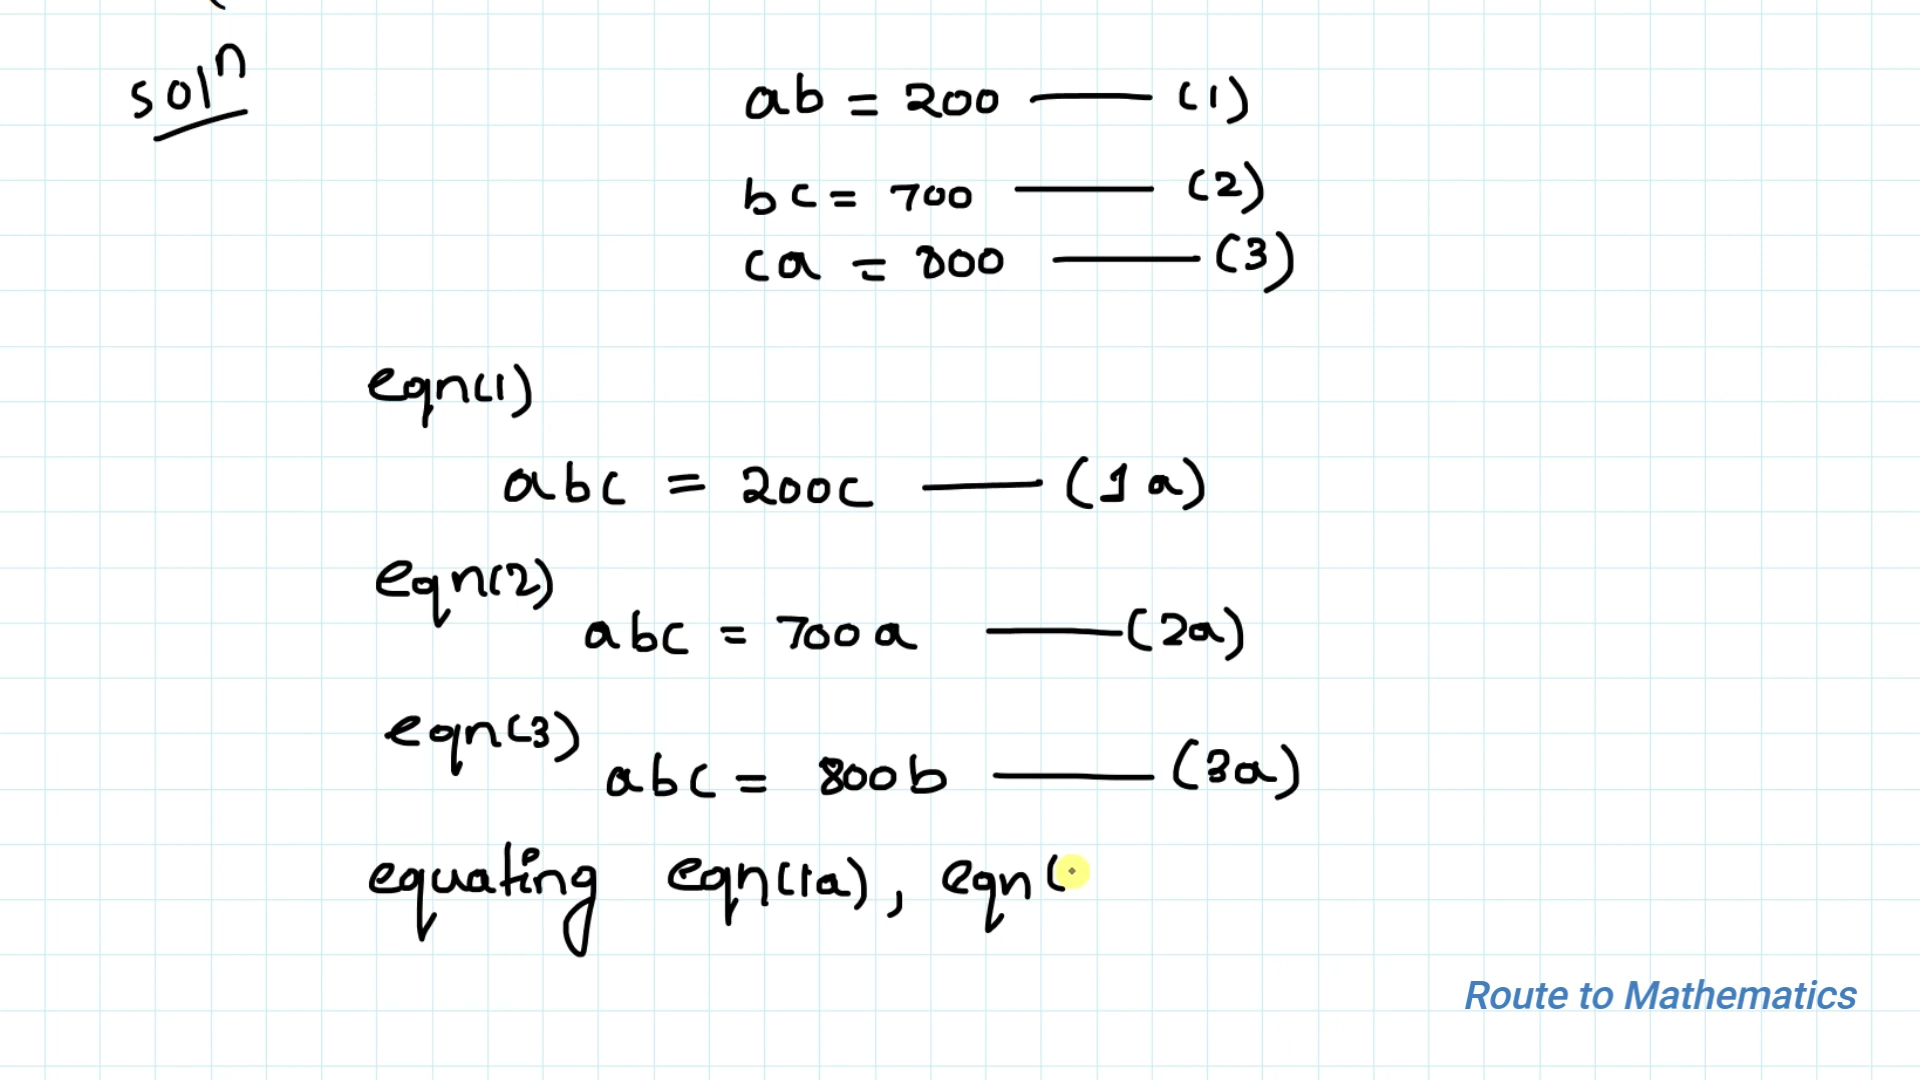 solⁿ
ab = 200 —— (1)
bc = 700 —— (2)
ca = 800 —— (3)
eqn(1)
abc = 200c —— (1a)
eqn(2)
abc = 700a —— (2a)
eqn(3)
abc = 800b —— (3a)
equating eqn(1a), eqn(
Route to Mathematics